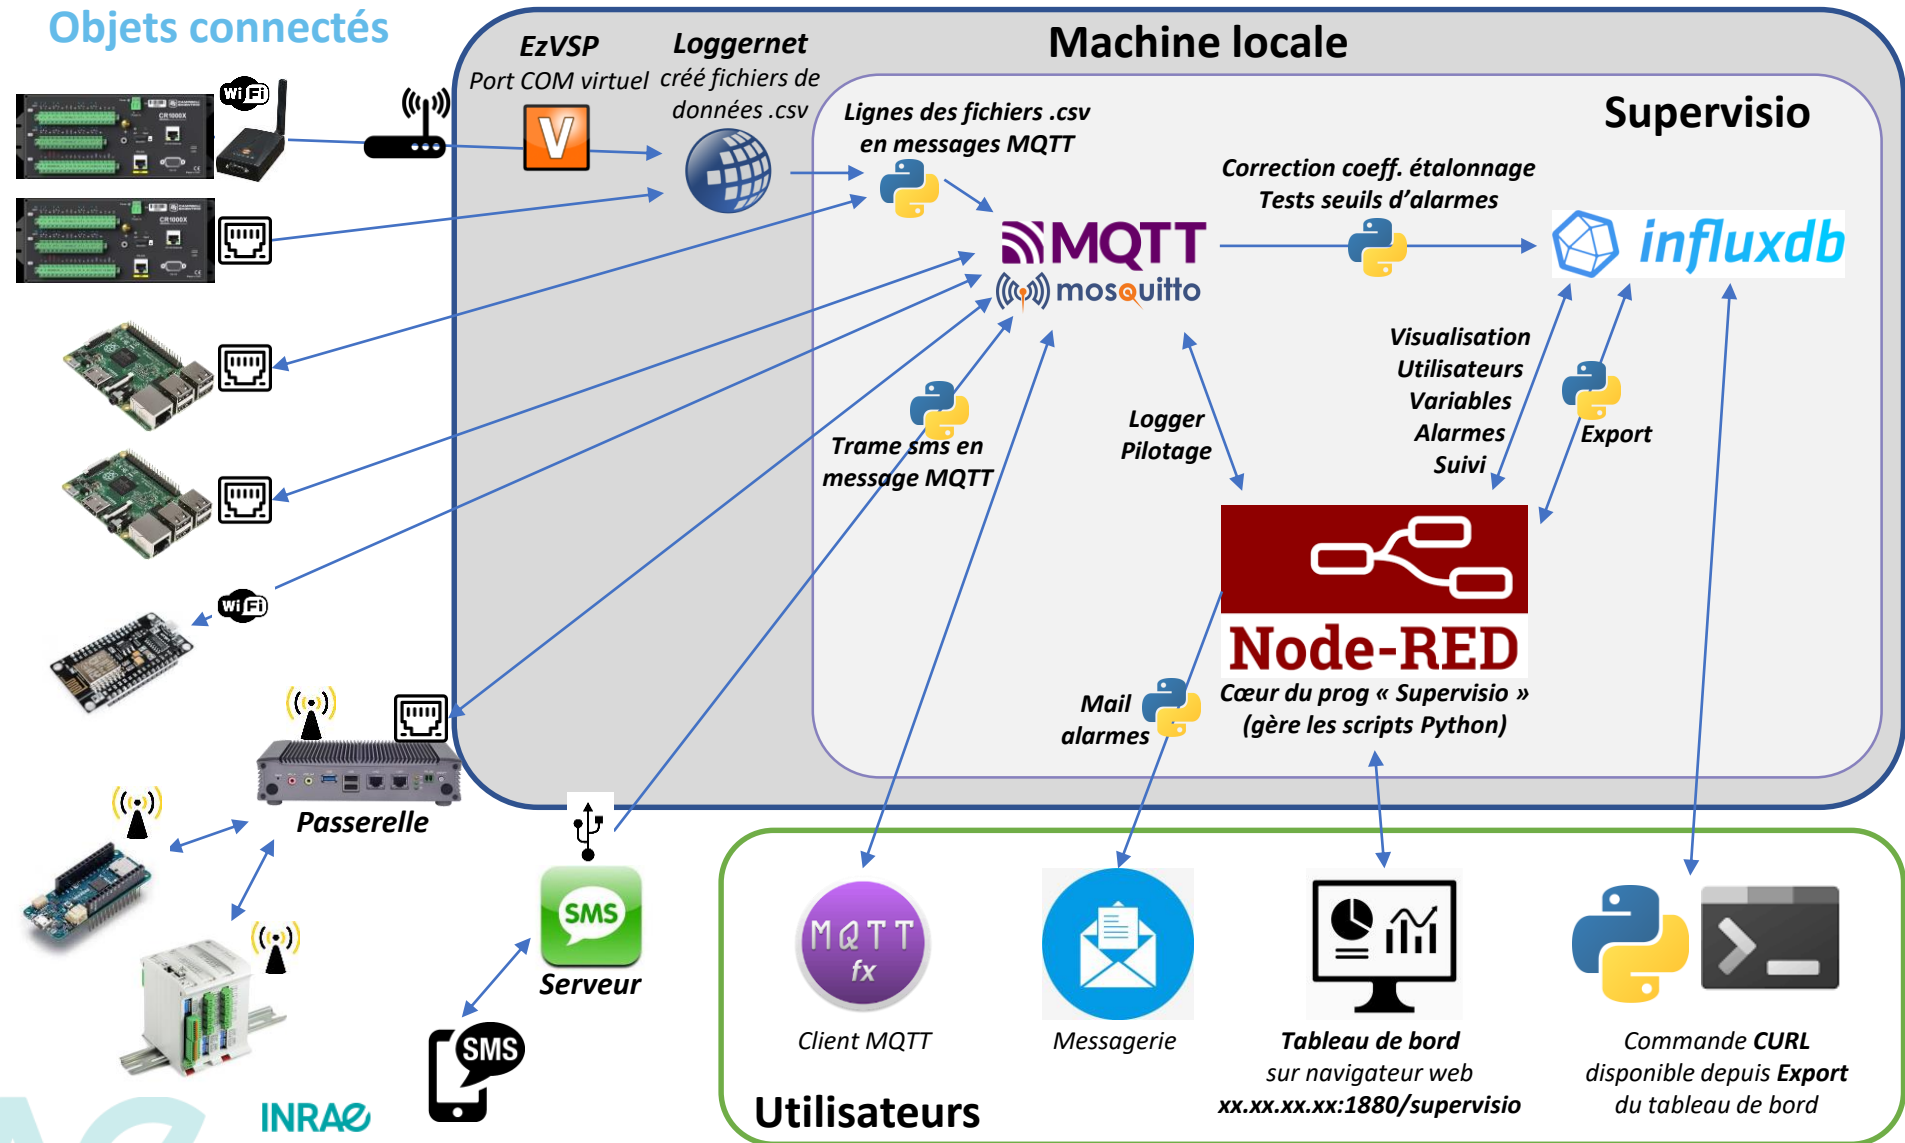 Objets connectés
EzVSP
Port COM virtuel
Loggernet
créé fichiers de
données .csv
Machine locale
Supervisio
Lignes des fichiers .csv
en messages MQTT
Correction coeff. étalonnage
Tests seuils d'alarmes
WiFi
CR1000X
CR1000X
V
MQTT
mosquitto
influxdb
Visualisation
Utilisateurs
Variables
Alarmes
Suivi
Export
Logger
Pilotage
Trame sms en
message MQTT
WiFi
Node-RED
Cœur du prog « Supervisio »
(gère les scripts Python)
Mail
alarmes
Passerelle
SMS
Serveur
SMS
MQTT
fx
Client MQTT
Messagerie
Tableau de bord
sur navigateur web
xx.xx.xx.xx:1880/supervisio
Commande CURL
disponible depuis Export
du tableau de bord
Utilisateurs
INRAE